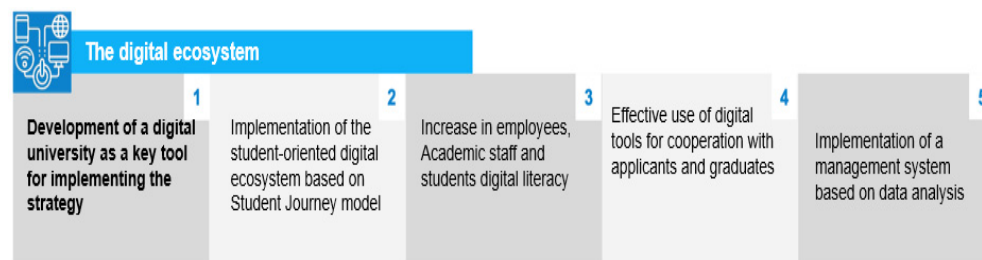 The digital ecosystem
1
Development of a digital
university as a key tool
for implementing the
strategy
2
Implementation of the
student-oriented digital
ecosystem based on
Student Journey model
3
Increase in employees,
Academic staff and
students digital literacy
4
Effective use of digital
tools for cooperation with
applicants and graduates
5
Implementation of a
management system
based on data analysis